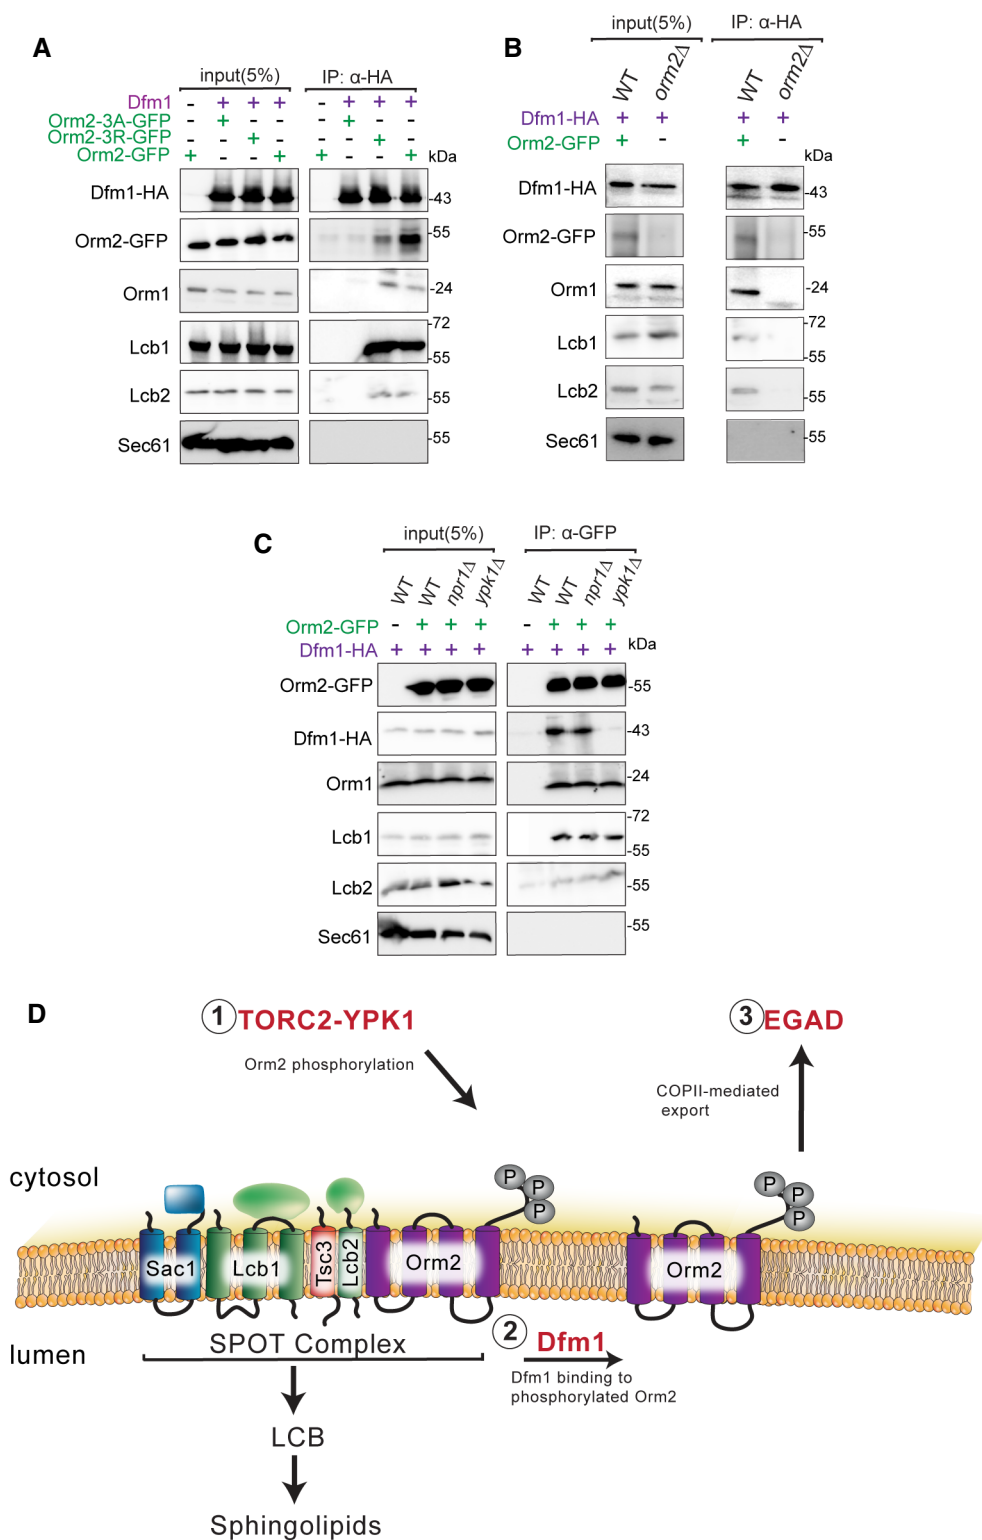 A
input(5%) IP: α-HA
Dfm1 - + + + - + + +
Orm2-3A-GFP - + - - - + - -
Orm2-3R-GFP - - + - - - + -
Orm2-GFP + - - + + - - + kDa
Dfm1-HA -43
Orm2-GFP -55
Orm1 -24
-72
Lcb1
-55
Lcb2 -55
Sec61 -55
B
input(5%) IP: α-HA
WT orm2Δ WT orm2Δ
Dfm1-HA + + + +
Orm2-GFP + - + -
kDa
Dfm1-HA -43
Orm2-GFP -55
Orm1 -24
-72
Lcb1
-55
Lcb2 -55
Sec61 -55
C
input(5%) IP: α-GFP
WT WT npr1Δ ypk1Δ WT WT npr1Δ ypk1Δ
Orm2-GFP - + + + - + + +
Dfm1-HA + + + + + + + + kDa
Orm2-GFP -55
Dfm1-HA -43
Orm1 -24
-72
Lcb1
-55
Lcb2 -55
Sec61 -55
D
1 TORC2-YPK1
Orm2 phosphorylation
3 EGAD
COPII-mediated
export
cytosol
P P P
P P P
Sac1 Lcb1 Tsc3 Lcb2 Orm2 Orm2
lumen
SPOT Complex
2 Dfm1
Dfm1 binding to
phosphorylated Orm2
LCB
Sphingolipids